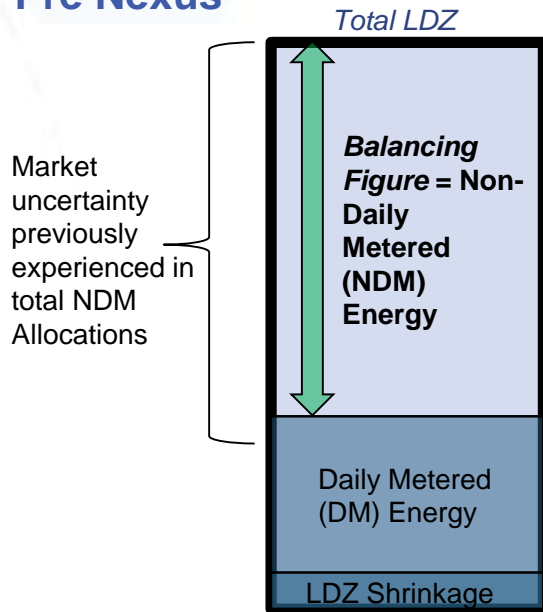 Pre Nexus
Total LDZ
Market
uncertainty
previously
experienced in
total NDM
Allocations
Balancing
Figure = Non-
Daily
Metered
(NDM)
Energy
Daily Metered
(DM) Energy
LDZ Shrinkage